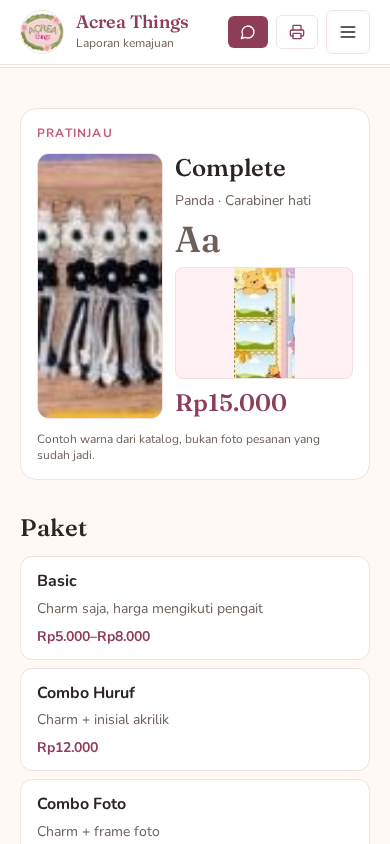 ACREA
things
Acrea Things
Laporan kemajuan
PRATINJAU
Complete
Panda · Carabiner hati
Aa
Rp15.000
Contoh warna dari katalog, bukan foto pesanan yang
sudah jadi.
Paket
Basic
Charm saja, harga mengikuti pengait
Rp5.000–Rp8.000
Combo Huruf
Charm + inisial akrilik
Rp12.000
Combo Foto
Charm + frame foto